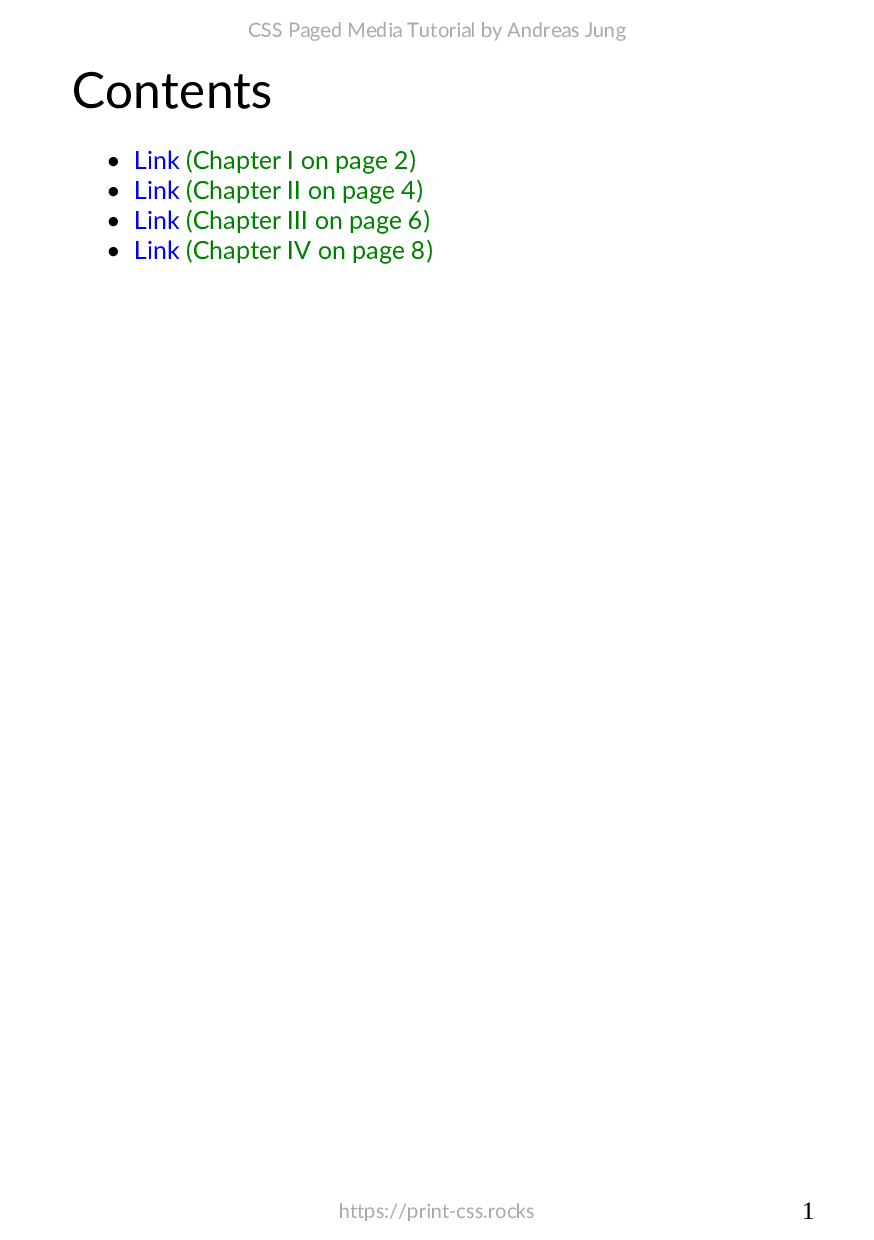 CSS Paged Media Tutorial by Andreas Jung
Contents
• Link (Chapter I on page 2)
• Link (Chapter II on page 4)
• Link (Chapter III on page 6)
• Link (Chapter IV on page 8)
https://print-css.rocks 1